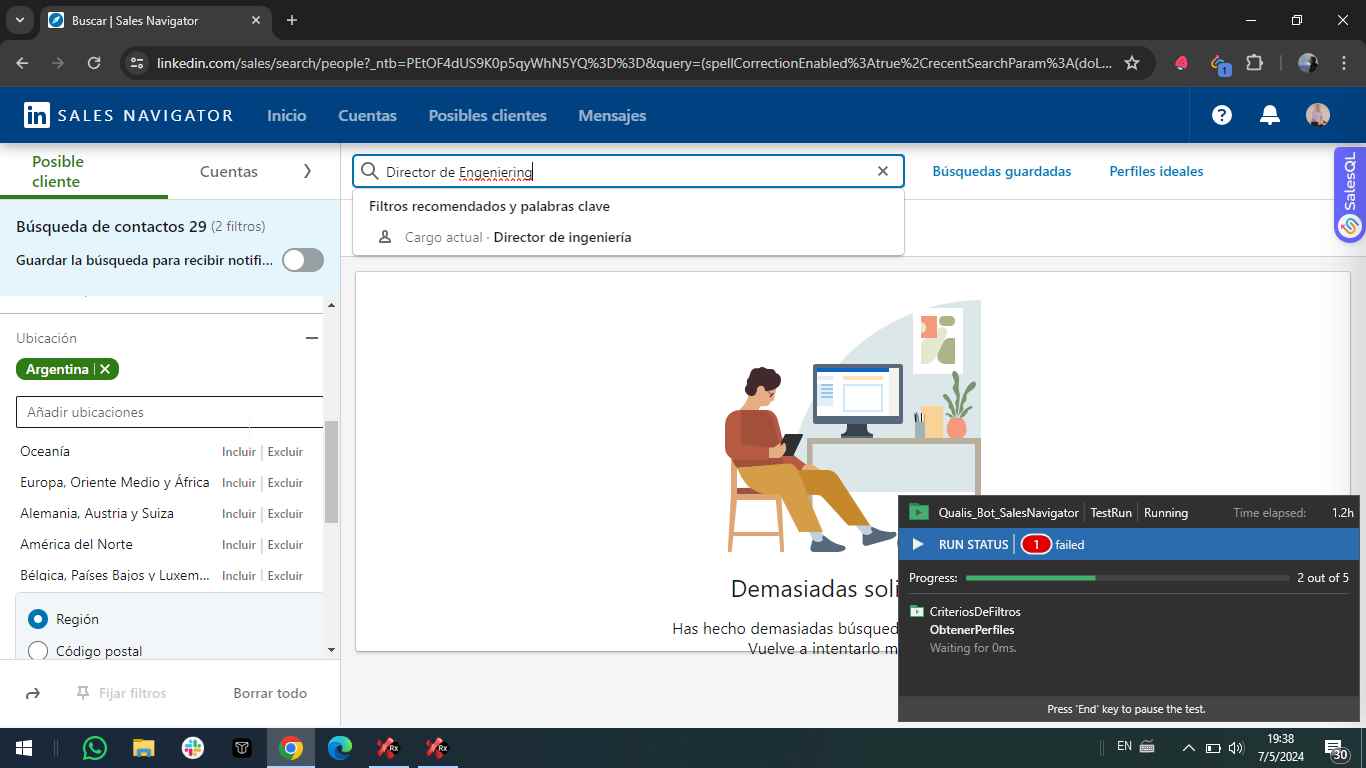 Buscar | Sales Navigator
linkedin.com/sales/search/people?_ntb=PEtOF4dUS9K0p5qyWhN5YQ%3D%3D&query=(spellCorrectionEnabled%3Atrue%2CrecentSearchParam%3A(doL...
1
in SALES NAVIGATOR
Inicio
Cuentas
Posibles clientes
Mensajes
Posible cliente
Cuentas
Director de Engeniering
Búsquedas guardadas
Perfiles ideales
SalesQL
Filtros recomendados y palabras clave
Cargo actual · Director de ingeniería
Búsqueda de contactos 29 (2 filtros)
Guardar la búsqueda para recibir notifi...
Ubicación
Argentina
Añadir ubicaciones
Oceanía Incluir | Excluir
Europa, Oriente Medio y África Incluir | Excluir
Alemania, Austria y Suiza Incluir | Excluir
América del Norte Incluir | Excluir
Bélgica, Países Bajos y Luxem... Incluir | Excluir
Región
Código postal
Fijar filtros
Borrar todo
Demasiadas soli
Has hecho demasiadas búsqued
Vuelve a intentarlo m
Qualis_Bot_SalesNavigator | TestRun | Running
Time elapsed: 1.2h
RUN STATUS | 1 failed
Progress: 2 out of 5
CriteriosDeFiltros
ObtenerPerfiles
Waiting for 0ms.
Press 'End' key to pause the test.
Rx
Rx
EN
19:38
7/5/2024
30